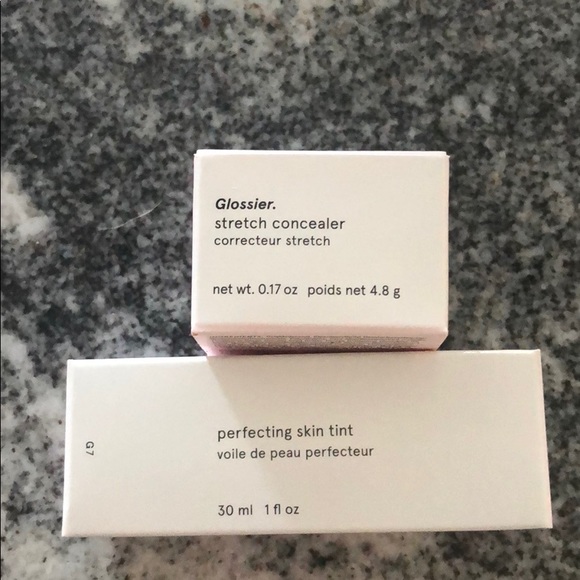 Glossier.
stretch concealer
correcteur stretch
net wt. 0.17 oz poids net 4.8 g
perfecting skin tint
voile de peau perfecteur
30 ml 1 fl oz
G7